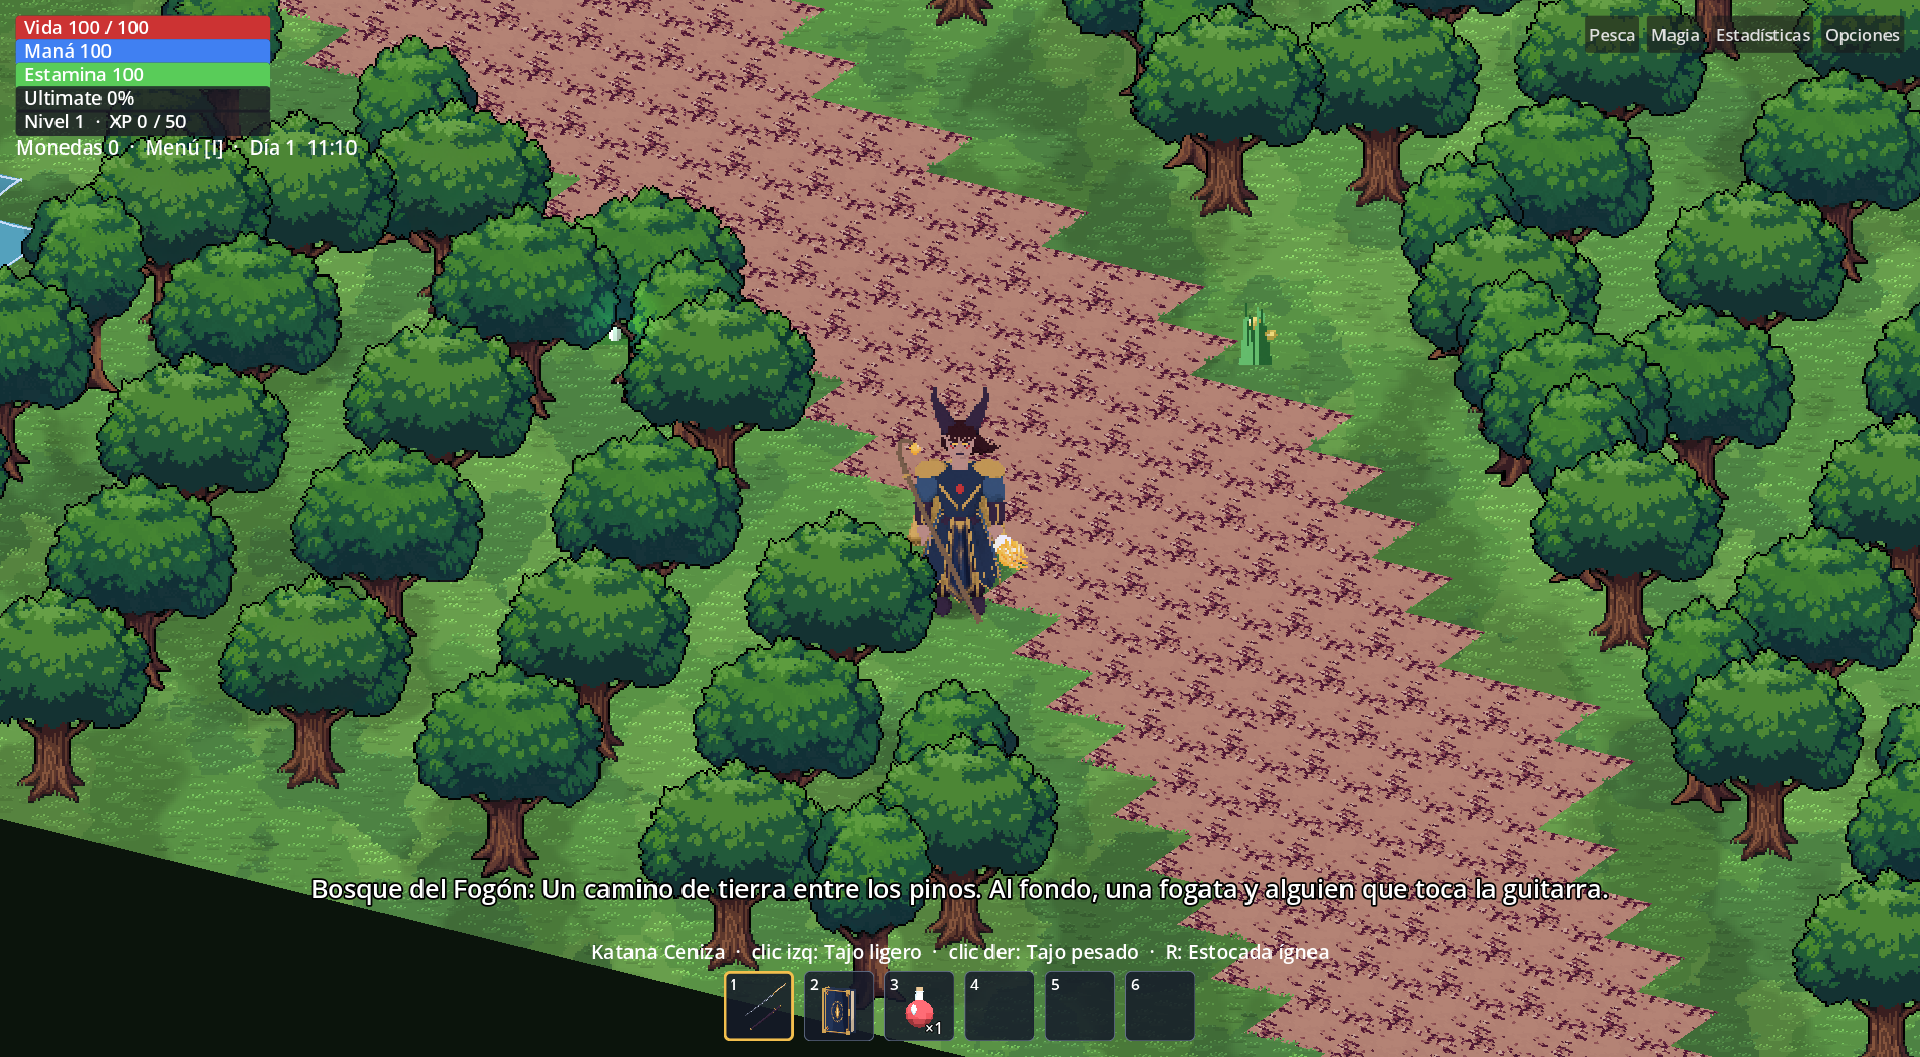 Vida 100 / 100
Maná 100
Estamina 100
Ultimate 0%
Nivel 1 · XP 0 / 50
Monedas 0 · Menú [I] · Día 1 11:10
Pesca Magia Estadísticas Opciones
Bosque del Fogón: Un camino de tierra entre los pinos. Al fondo, una fogata y alguien que toca la guitarra.
Katana Ceniza · clic izq: Tajo ligero · clic der: Tajo pesado · R: Estocada ígnea
1 2 3 4 5 6
×1